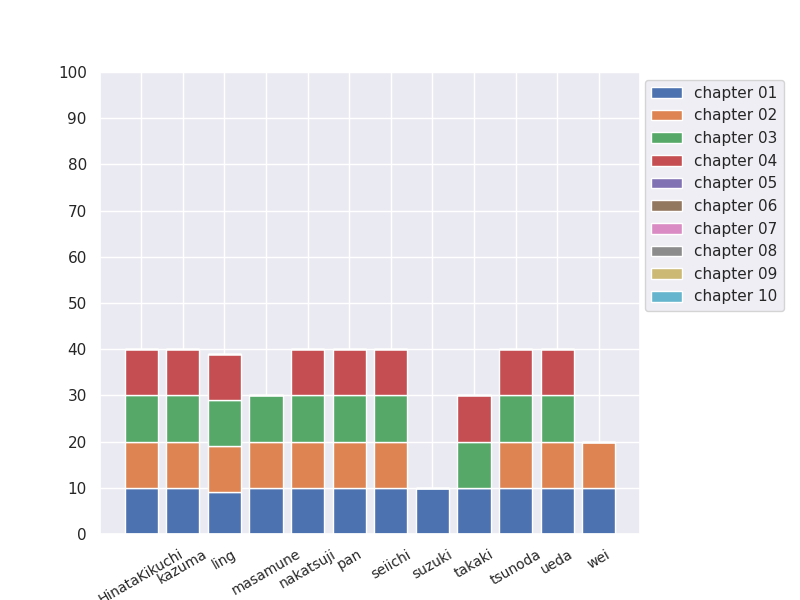 100
90
80
70
60
50
40
30
20
10
0
HinataKikuchi
kazuma
ling
masamune
nakatsuji
pan
seiichi
suzuki
takaki
tsunoda
ueda
wei
chapter 01
chapter 02
chapter 03
chapter 04
chapter 05
chapter 06
chapter 07
chapter 08
chapter 09
chapter 10